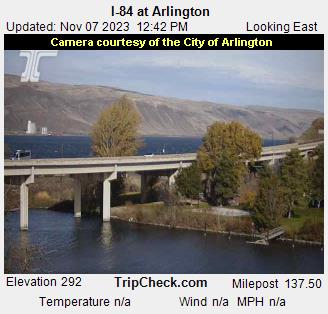 I-84 at Arlington
Updated: Nov 07 2023 12:42 PM Looking East
Camera courtesy of the City of Arlington
Elevation 292 TripCheck.com Milepost 137.50
Temperature n/a Wind n/a MPH n/a